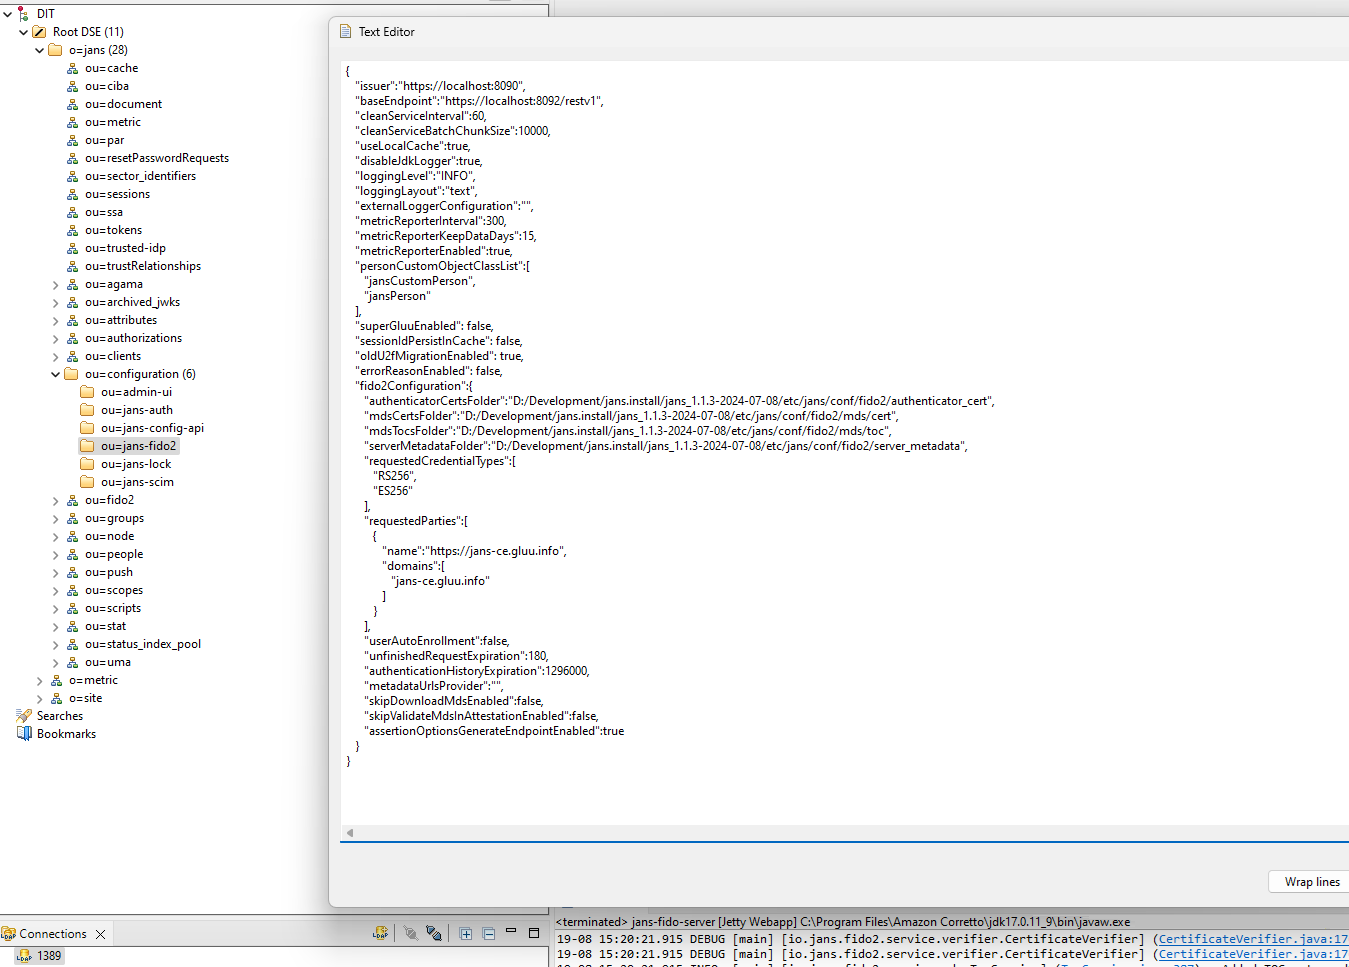 DIT
Root DSE (11)
o=jans (28)
ou=cache
ou=ciba
ou=document
ou=metric
ou=par
ou=resetPasswordRequests
ou=sector_identifiers
ou=sessions
ou=ssa
ou=tokens
ou=trusted-idp
ou=trustRelationships
ou=agama
ou=archived_jwks
ou=attributes
ou=authorizations
ou=clients
ou=configuration (6)
ou=admin-ui
ou=jans-auth
ou=jans-config-api
ou=jans-fido2
ou=jans-lock
ou=jans-scim
ou=fido2
ou=groups
ou=node
ou=people
ou=push
ou=scopes
ou=scripts
ou=stat
ou=status_index_pool
ou=uma
o=metric
o=site
Searches
Bookmarks
Text Editor
{
"issuer":"https://localhost:8090",
"baseEndpoint":"https://localhost:8092/restv1",
"cleanServiceInterval":60,
"cleanServiceBatchChunkSize":10000,
"useLocalCache":true,
"disableJdkLogger":true,
"loggingLevel":"INFO",
"loggingLayout":"text",
"externalLoggerConfiguration":"",
"metricReporterInterval":300,
"metricReporterKeepDataDays":15,
"metricReporterEnabled":true,
"personCustomObjectClassList":[
"jansCustomPerson",
"jansPerson"
],
"superGluuEnabled": false,
"sessionIdPersistInCache": false,
"oldU2fMigrationEnabled": true,
"errorReasonEnabled": false,
"fido2Configuration":{
"authenticatorCertsFolder":"D:/Development/jans.install/jans_1.1.3-2024-07-08/etc/jans/conf/fido2/authenticator_cert",
"mdsCertsFolder":"D:/Development/jans.install/jans_1.1.3-2024-07-08/etc/jans/conf/fido2/mds/cert",
"mdsTocsFolder":"D:/Development/jans.install/jans_1.1.3-2024-07-08/etc/jans/conf/fido2/mds/toc",
"serverMetadataFolder":"D:/Development/jans.install/jans_1.1.3-2024-07-08/etc/jans/conf/fido2/server_metadata",
"requestedCredentialTypes":[
"RS256",
"ES256"
],
"requestedParties":[
{
"name":"https://jans-ce.gluu.info",
"domains":[
"jans-ce.gluu.info"
]
}
],
"userAutoEnrollment":false,
"unfinishedRequestExpiration":180,
"authenticationHistoryExpiration":1296000,
"metadataUrlsProvider":"",
"skipDownloadMdsEnabled":false,
"skipValidateMdsInAttestationEnabled":false,
"assertionOptionsGenerateEndpointEnabled":true
}
}
Wrap lines
Connections
1389
<terminated> jans-fido-server [Jetty Webapp] C:\Program Files\Amazon Corretto\jdk17.0.11_9\bin\javaw.exe
19-08 15:20:21.915 DEBUG [main] [io.jans.fido2.service.verifier.CertificateVerifier] (CertificateVerifier.java:17
19-08 15:20:21.915 DEBUG [main] [io.jans.fido2.service.verifier.CertificateVerifier] (CertificateVerifier.java:17